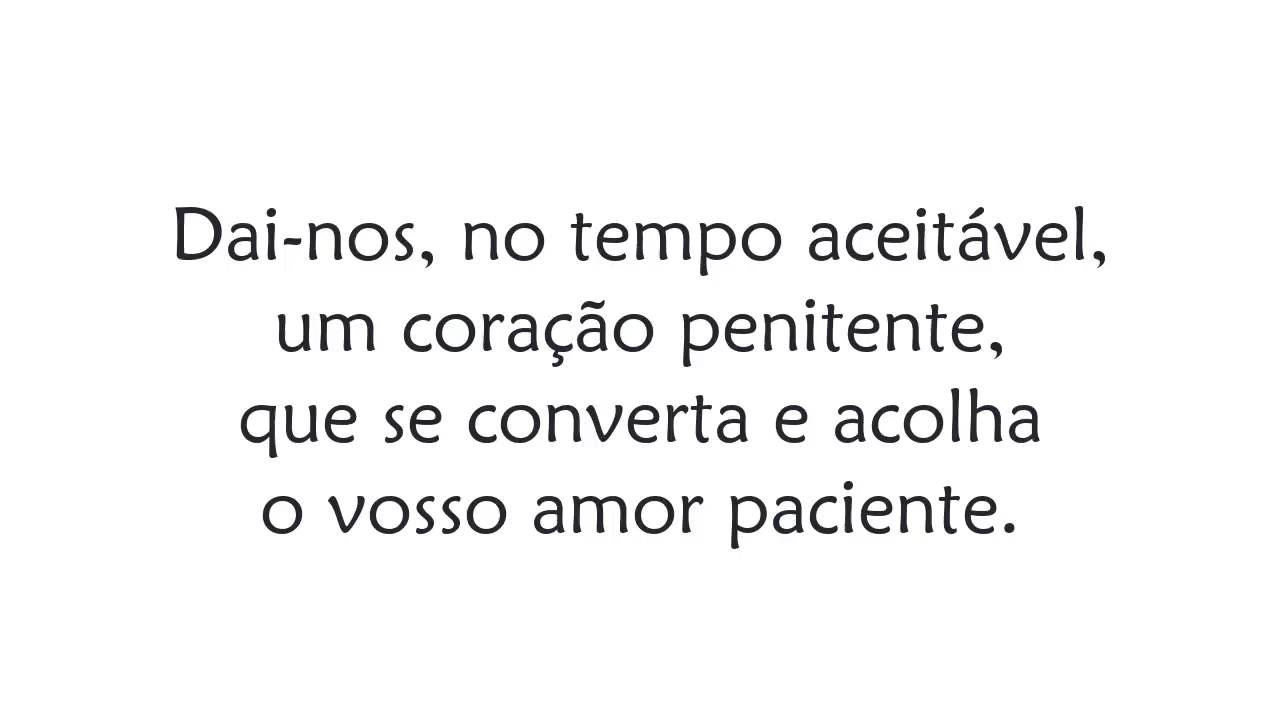 Dai-nos, no tempo aceitável,
um coração penitente,
que se converta e acolha
o vosso amor paciente.